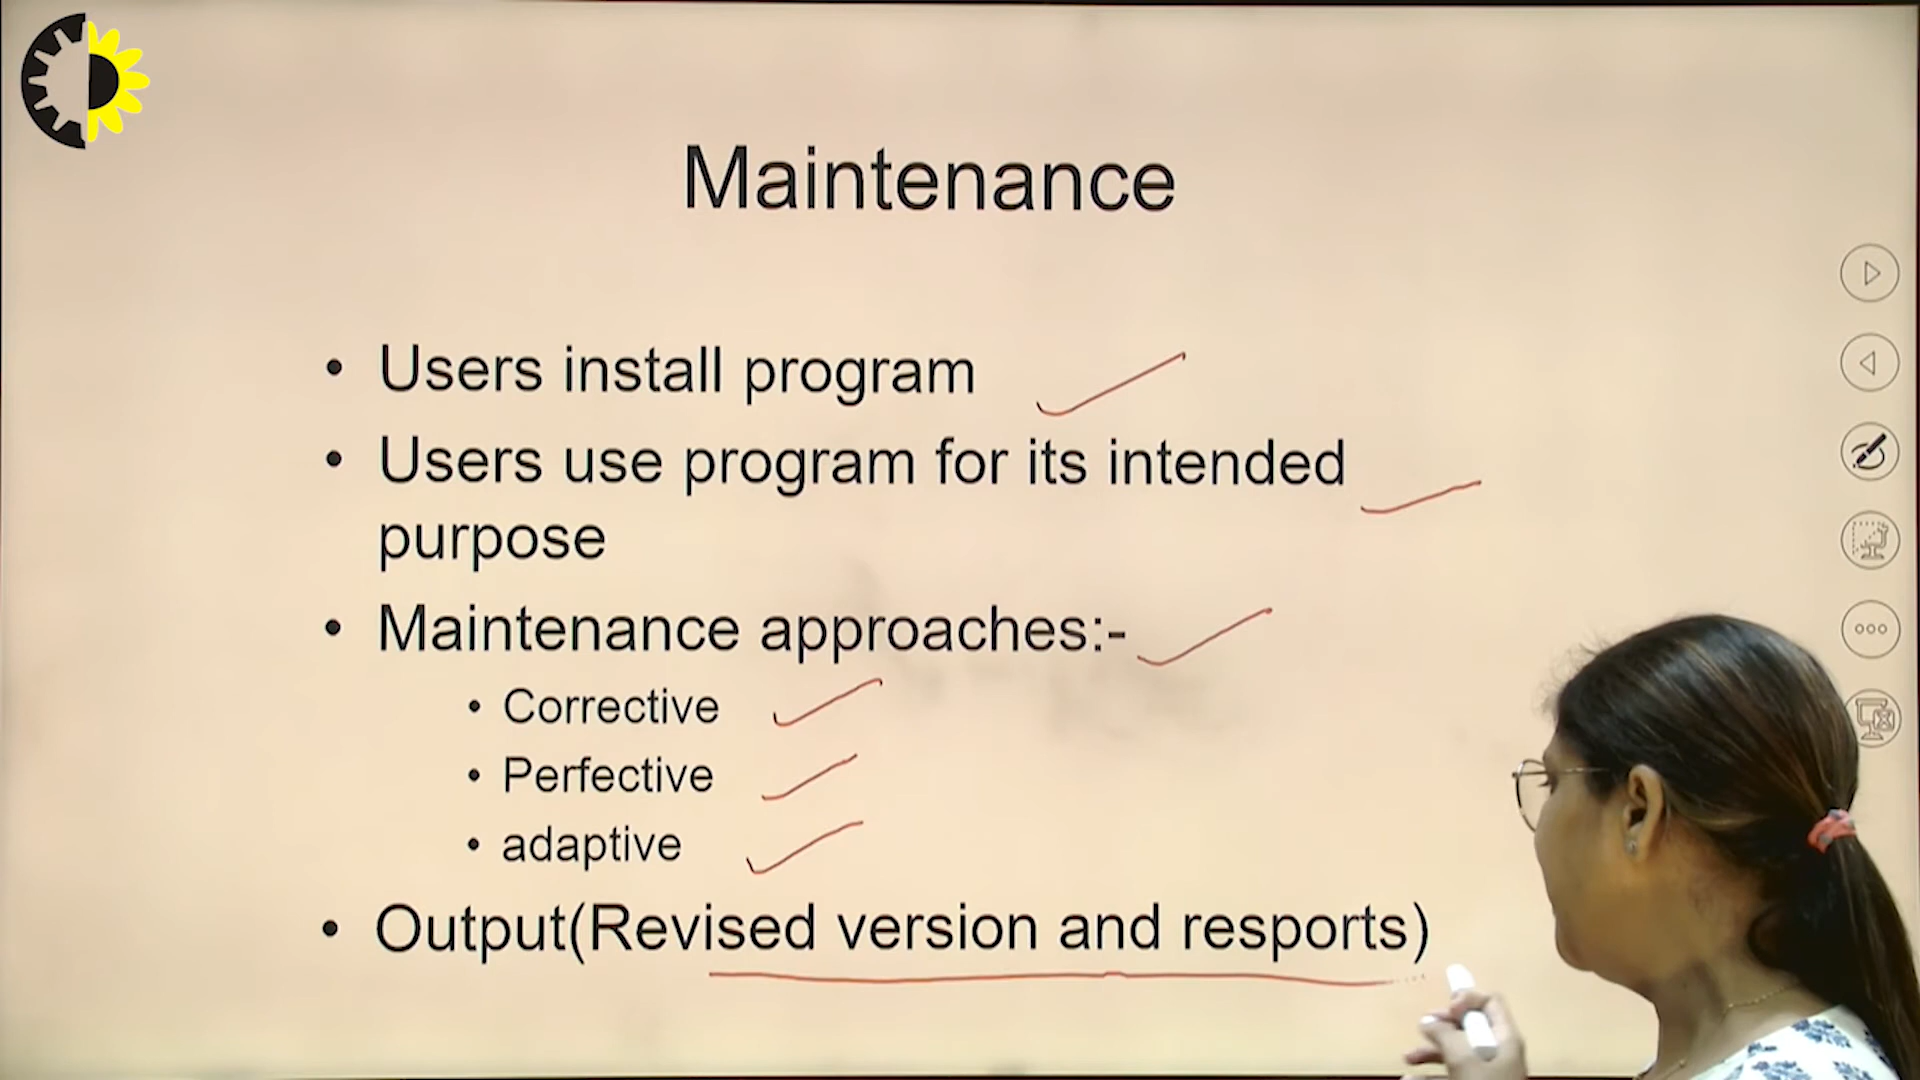 Maintenance
• Users install program
• Users use program for its intended
purpose
• Maintenance approaches:-
• Corrective
• Perfective
• adaptive
• Output(Revised version and resports)